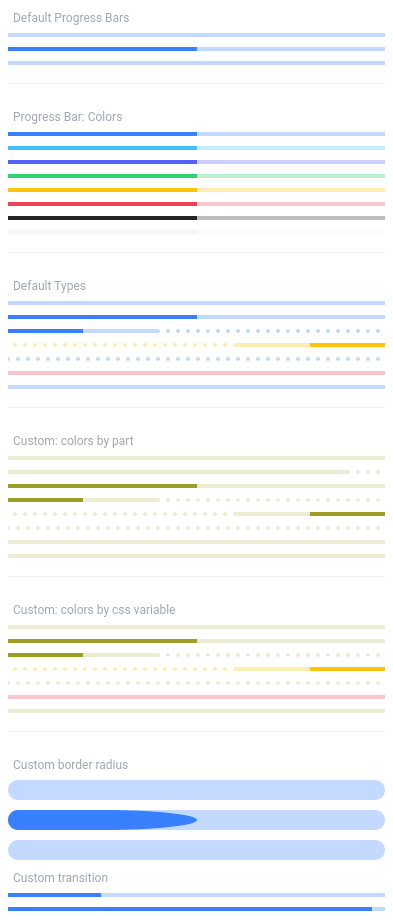 Default Progress Bars
Progress Bar: Colors
Default Types
Custom: colors by part
Custom: colors by css variable
Custom border radius
Custom transition